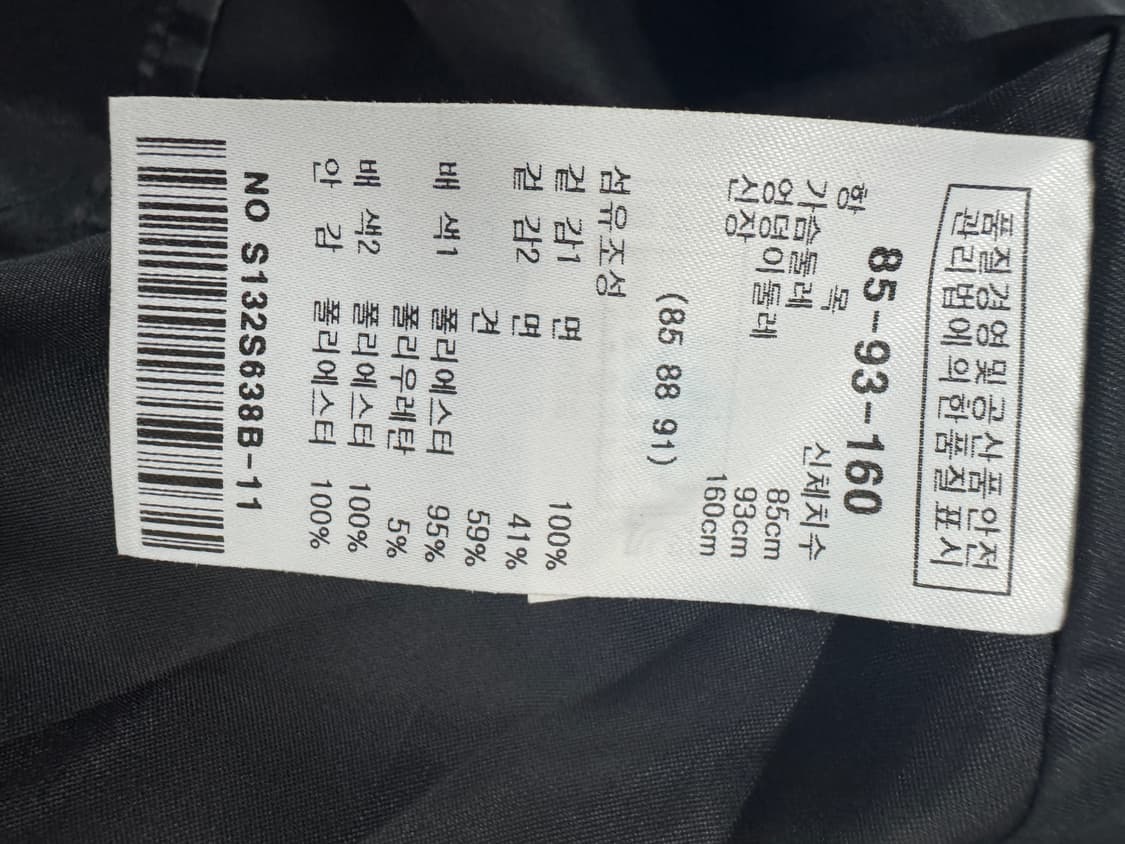 품질경영및공산품안전
관리법에의한품질표시
85-93-160
항 목 신체치수
가슴둘레 85cm
엉덩이둘레 93cm
신장 160cm
(85 88 91)
섬유조성
겉 감1 면 100%
겉 감2 면 41%
견 59%
배 색1 폴리에스터 95%
폴리우레탄 5%
배 색2 폴리에스터 100%
안 감 폴리에스터 100%
NO S132S638B-11